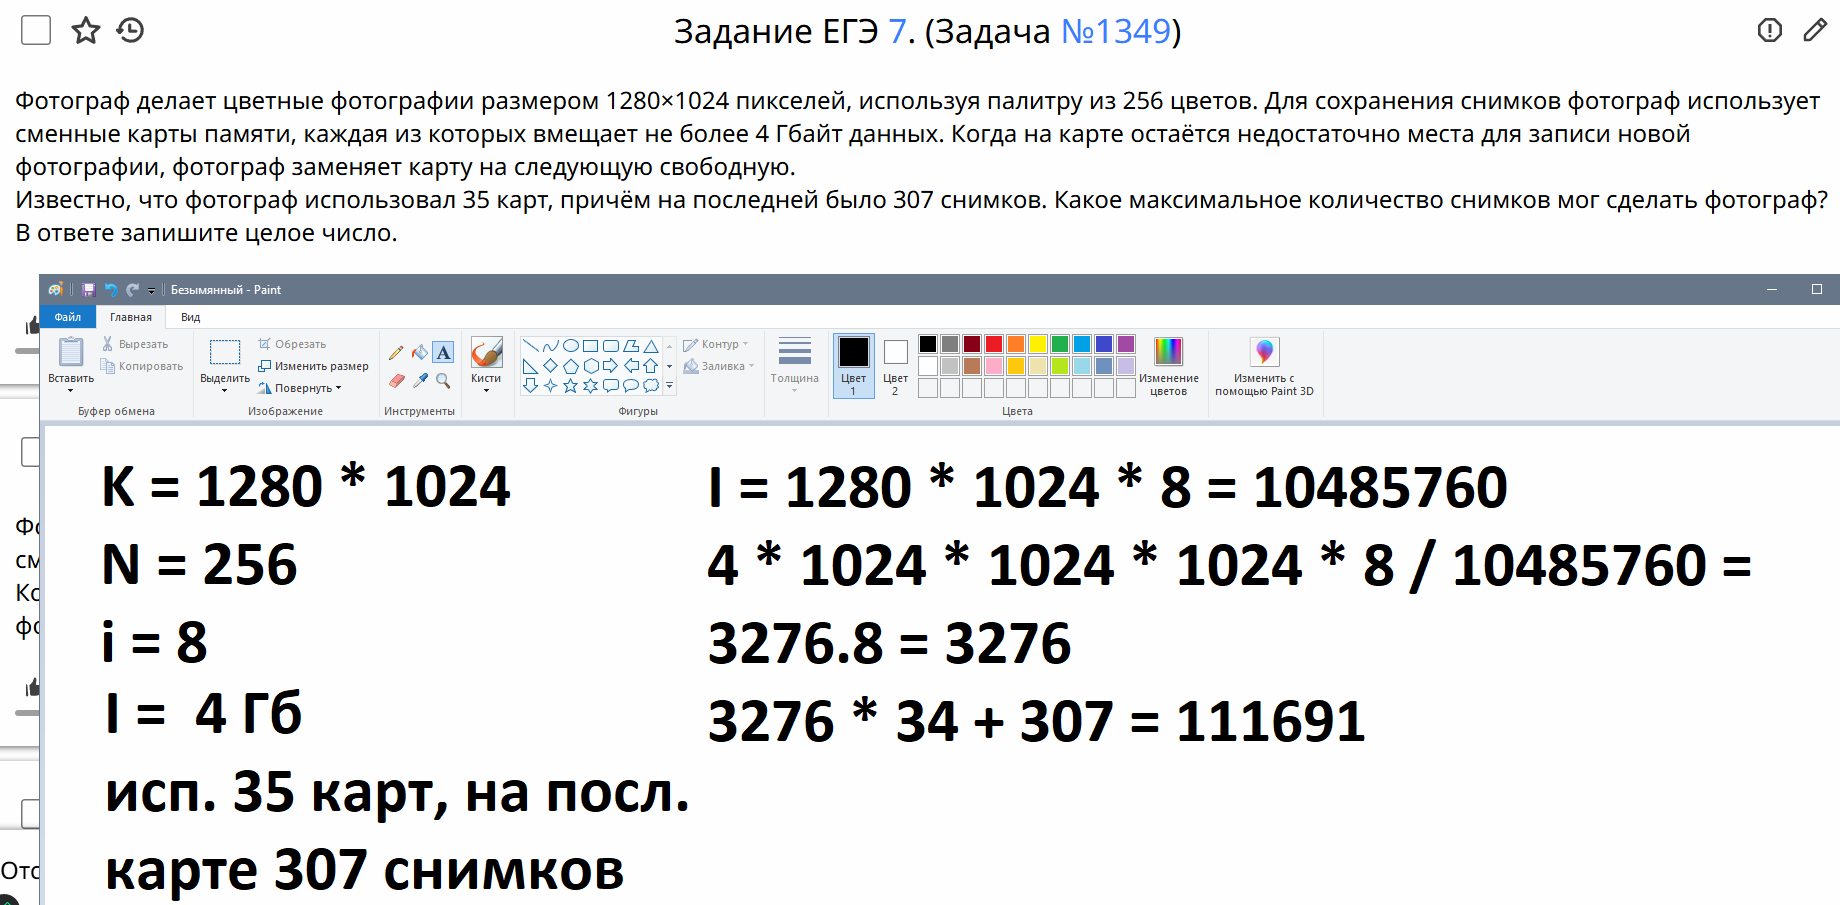 Задание ЕГЭ 7. (Задача №1349)
Фотограф делает цветные фотографии размером 1280×1024 пикселей, используя палитру из 256 цветов. Для сохранения снимков фотограф использует
сменные карты памяти, каждая из которых вмещает не более 4 Гбайт данных. Когда на карте остаётся недостаточно места для записи новой
фотографии, фотограф заменяет карту на следующую свободную.
Известно, что фотограф использовал 35 карт, причём на последней было 307 снимков. Какое максимальное количество снимков мог сделать фотограф?
В ответе запишите целое число.
Безымянный - Paint
Файл Главная Вид
Вставить
Вырезать
Копировать
Буфер обмена
Выделить
Обрезать
Изменить размер
Повернуть
Изображение
A
Инструменты
Кисти
Контур
Заливка
Фигуры
Толщина
Цвет
1
Цвет
2
Цвета
Изменение
цветов
Изменить с
помощью Paint 3D
K = 1280 * 1024
N = 256
i = 8
I = 4 Гб
исп. 35 карт, на посл.
карте 307 снимков
I = 1280 * 1024 * 8 = 10485760
4 * 1024 * 1024 * 1024 * 8 / 10485760 =
3276.8 = 3276
3276 * 34 + 307 = 111691